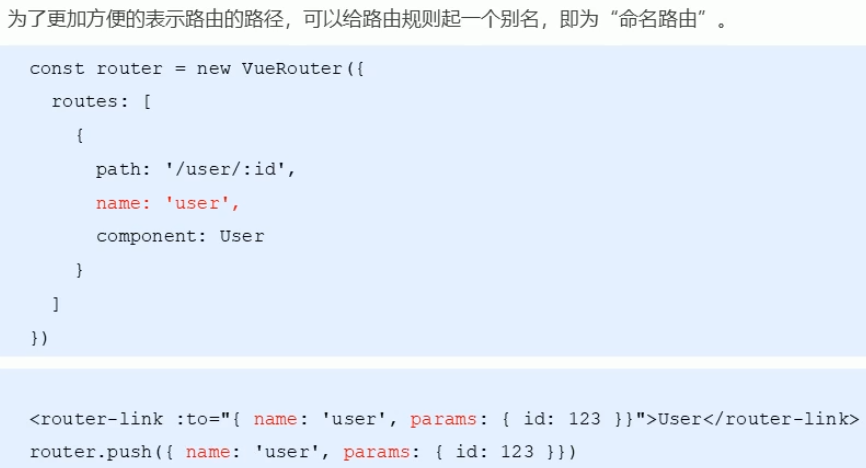 为了更加方便的表示路由的路径，可以给路由规则起一个别名，即为“命名路由”。
const router = new VueRouter({
  routes: [
    {
      path: '/user/:id',
      name: 'user',
      component: User
    }
  ]
})
<router-link :to="{ name: 'user', params: { id: 123 }}">User</router-link>
router.push({ name: 'user', params: { id: 123 }})